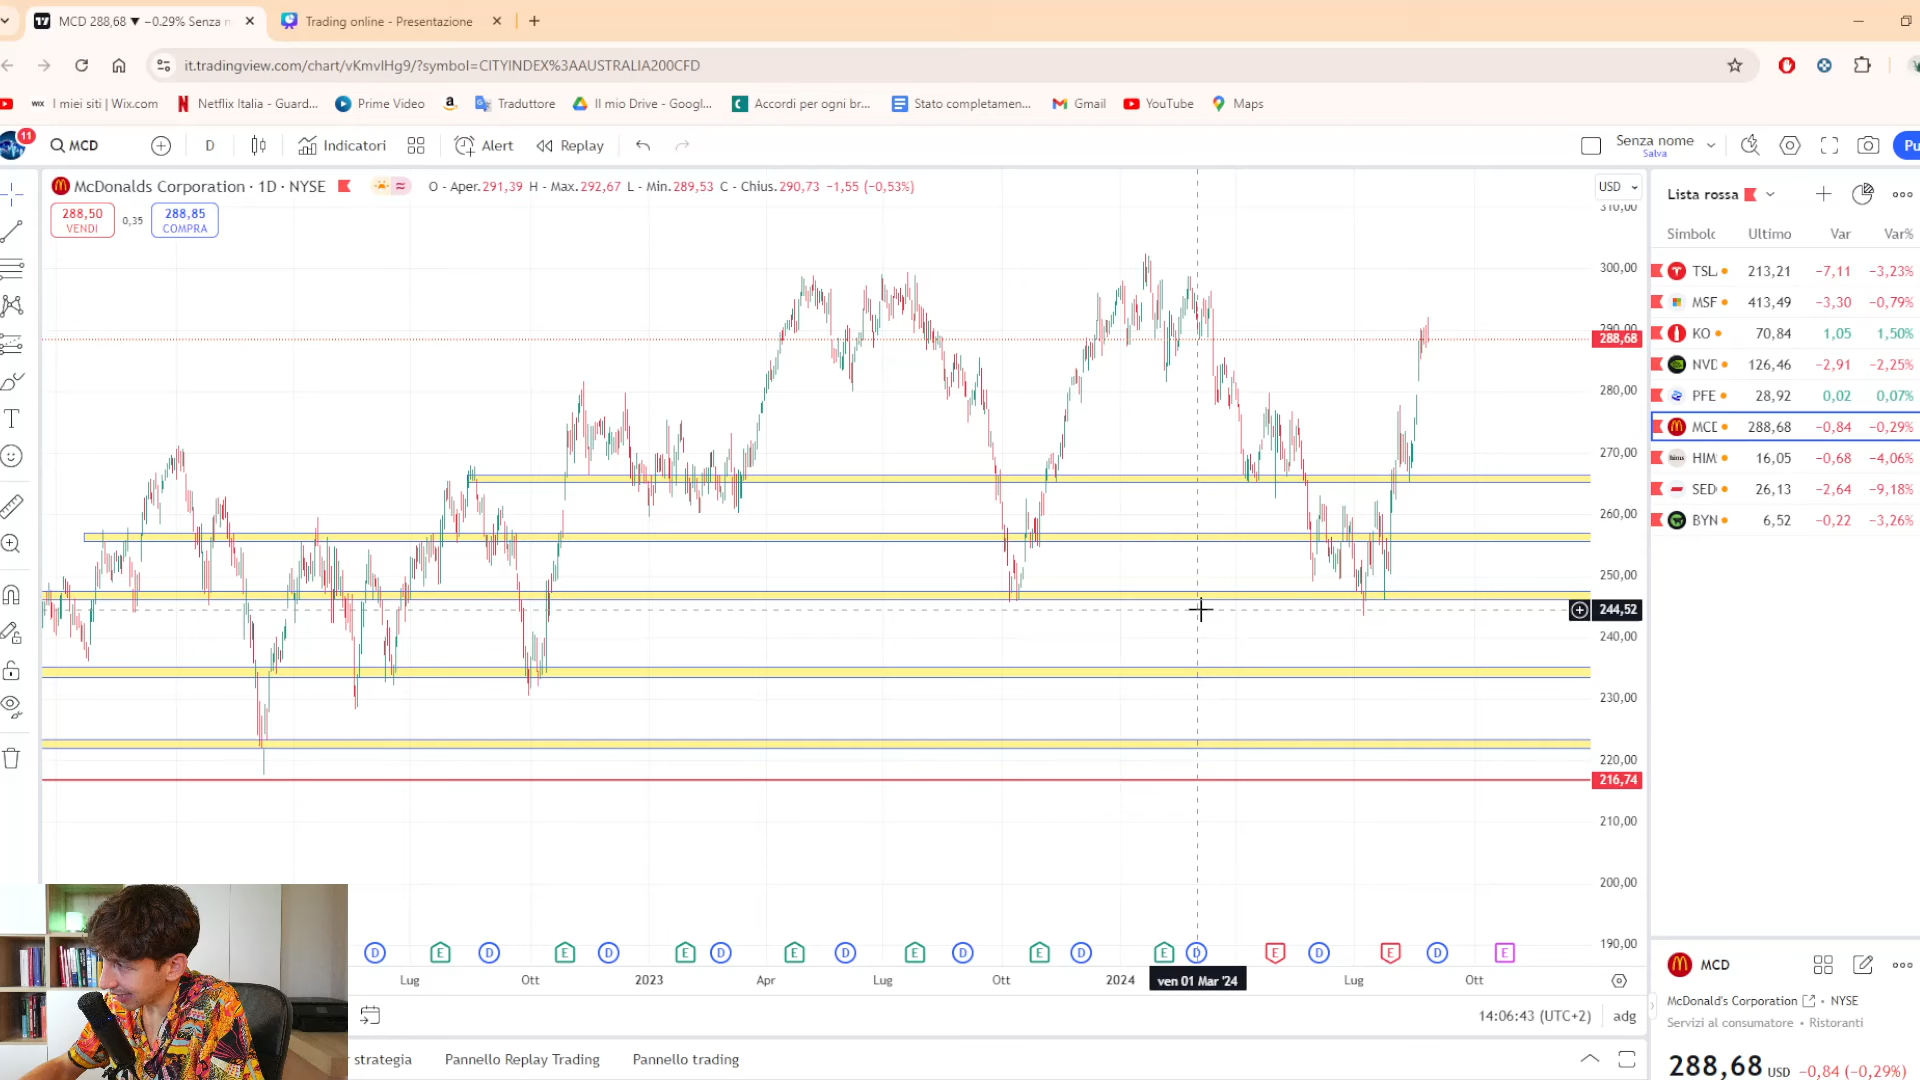 MCD 288,68 ▼ −0.29% Senza n
Trading online - Presentazione
it.tradingview.com/chart/vKmvIHg9/?symbol=CITYINDEX%3AAUSTRALIA200CFD
WIX I miei siti | Wix.com
Netflix Italia - Guard...
Prime Video
Traduttore
Il mio Drive - Googl...
Accordi per ogni br...
Stato completamen...
Gmail
YouTube
Maps
11
MCD
D
Indicatori
Alert
Replay
Senza nome
Salva
Pu
McDonalds Corporation · 1D · NYSE
O - Aper.291,39 H - Max.292,67 L - Min.289,53 C - Chius.290,73 −1,55 (−0,53%)
288,50
VENDI
0,35
288,85
COMPRA
USD
310,00
300,00
290,00
288,68
280,00
270,00
260,00
250,00
244,52
240,00
230,00
220,00
216,74
210,00
200,00
190,00
Lista rossa
Simbolc Ultimo Var Var%
TSL 213,21 −7,11 −3,23%
MSF 413,49 −3,30 −0,79%
KO 70,84 1,05 1,50%
NVD 126,46 −2,91 −2,25%
PFE 28,92 0,02 0,07%
MCD 288,68 −0,84 −0,29%
HIM 16,05 −0,68 −4,06%
SED 26,13 −2,64 −9,18%
BYN 6,52 −0,22 −3,26%
D E D E D E D E D E D E D E D E D E D E
Lug Ott 2023 Apr Lug Ott 2024 ven 01 Mar '24 Lug Ott
14:06:43 (UTC+2) adg
strategia
Pannello Replay Trading
Pannello trading
MCD
McDonald's Corporation • NYSE
Servizi al consumatore • Ristoranti
288,68 USD −0,84 (−0,29%)